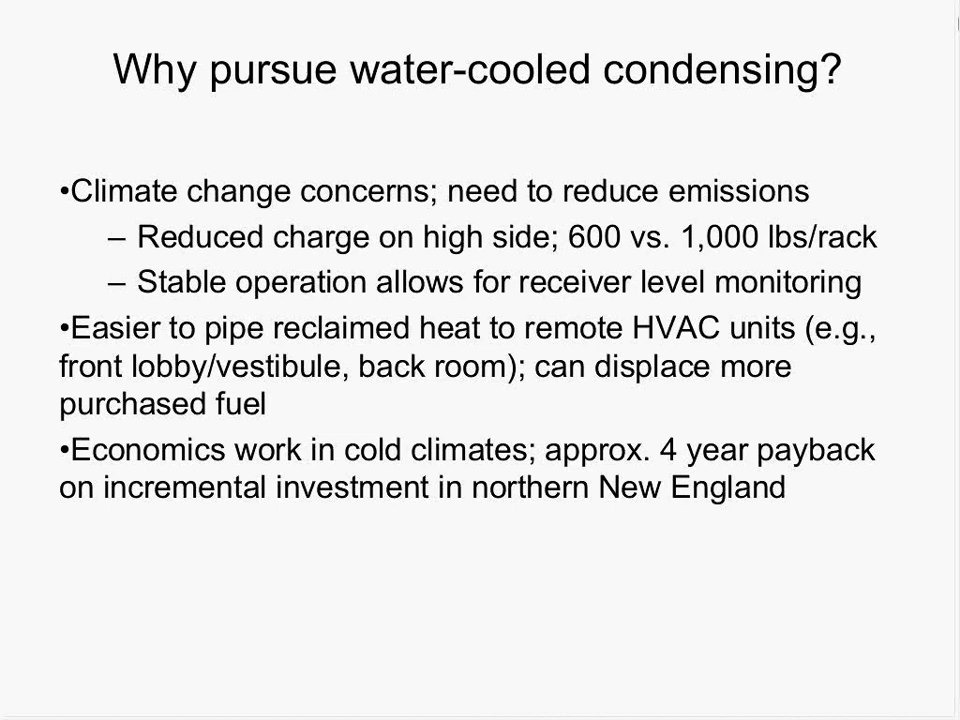 Why pursue water-cooled condensing?
•Climate change concerns; need to reduce emissions
– Reduced charge on high side; 600 vs. 1,000 lbs/rack
– Stable operation allows for receiver level monitoring
•Easier to pipe reclaimed heat to remote HVAC units (e.g.,
front lobby/vestibule, back room); can displace more
purchased fuel
•Economics work in cold climates; approx. 4 year payback
on incremental investment in northern New England